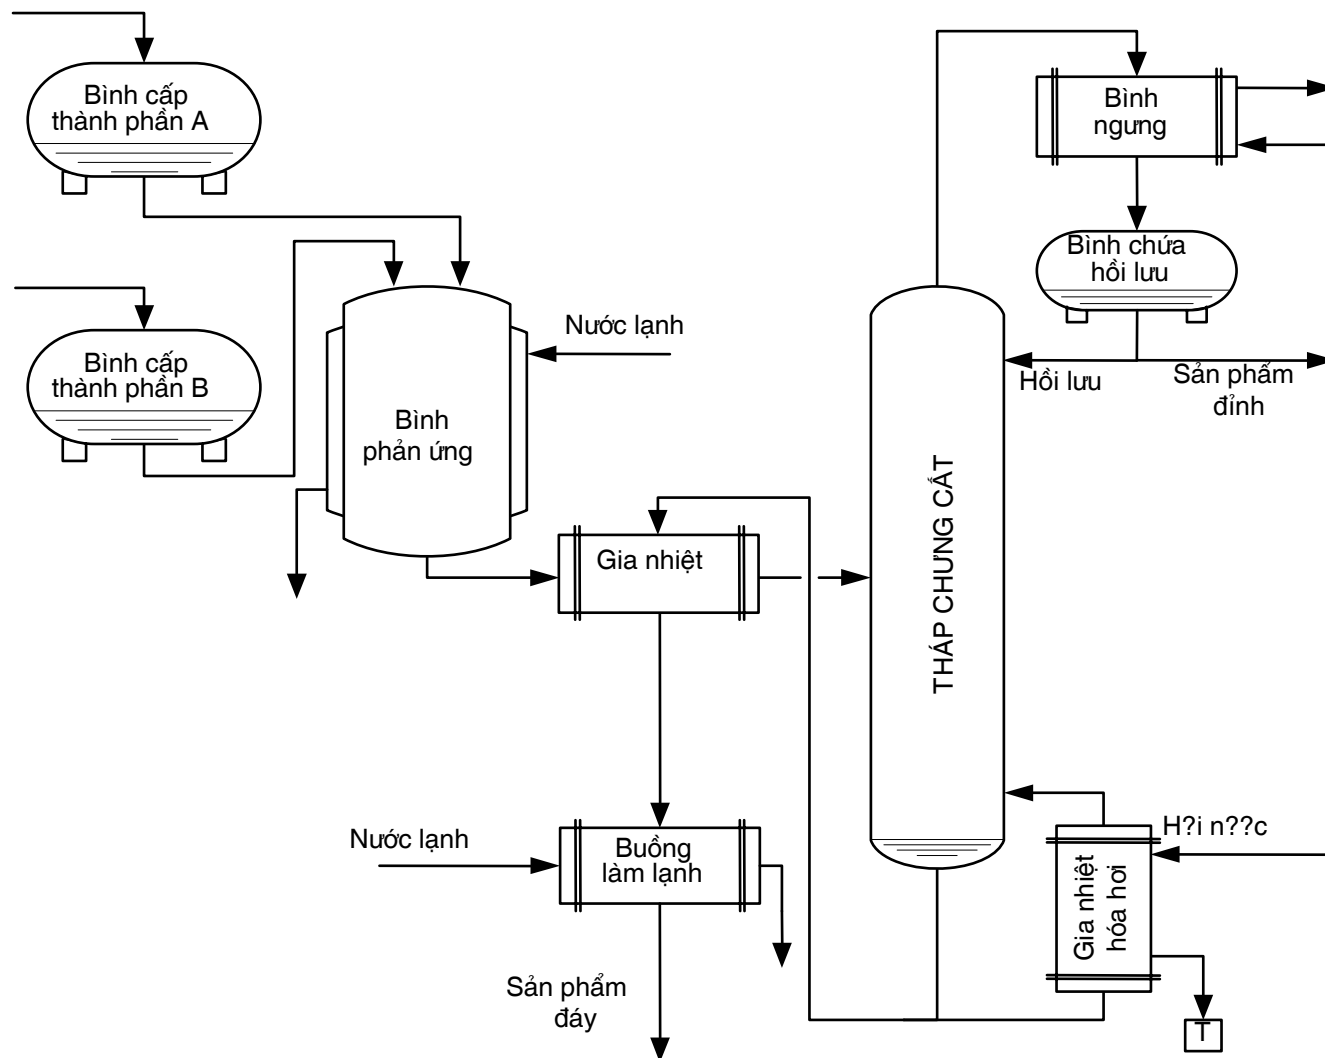 Bình cấp
thành phần A
Bình
ngưng
Bình chứa
hồi lưu
Nước lạnh
Bình cấp
thành phần B
Hồi lưu
Sản phẩm
đỉnh
Bình
phản ứng
THÁP CHƯNG CẤT
Gia nhiệt
H?i n??c
Nước lạnh
Buồng
làm lạnh
Gia nhiệt
hóa hơi
Sản phẩm
đáy
T